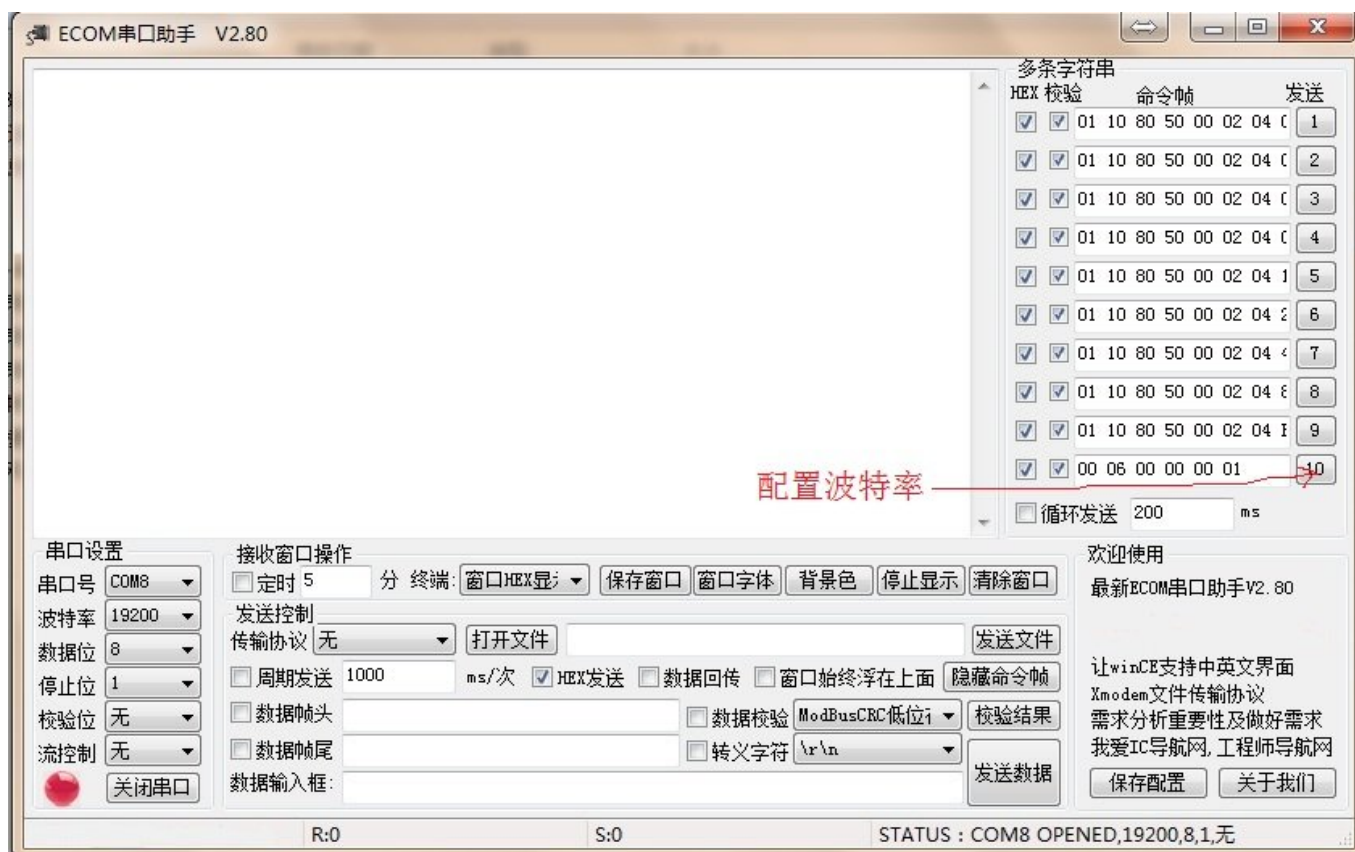 ECOM串口助手 V2.80
多条字符串
HEX 校验 命令帧 发送
01 10 80 50 00 02 04 1
01 10 80 50 00 02 04 2
01 10 80 50 00 02 04 3
01 10 80 50 00 02 04 4
01 10 80 50 00 02 04 1 5
01 10 80 50 00 02 04 2 6
01 10 80 50 00 02 04 7
01 10 80 50 00 02 04 8
01 10 80 50 00 02 04 9
00 06 00 00 00 01 10
配置波特率
循环发送 200 ms
串口设置
串口号 COM8
波特率 19200
数据位 8
停止位 1
校验位 无
流控制 无
关闭串口
接收窗口操作
定时 5 分 终端: 窗口HEX显 保存窗口 窗口字体 背景色 停止显示 清除窗口
发送控制
传输协议 无 打开文件 发送文件
周期发送 1000 ms/次 HEX发送 数据回传 窗口始终浮在上面 隐藏命令帧
数据帧头 数据校验 ModBusCRC低位 校验结果
数据帧尾 转义字符 \r\n
数据输入框: 发送数据
欢迎使用
最新ECOM串口助手V2.80
让winCE支持中英文界面
Xmodem文件传输协议
需求分析重要性及做好需求
我爱IC导航网,工程师导航网
保存配置 关于我们
R:0 S:0 STATUS : COM8 OPENED,19200,8,1,无